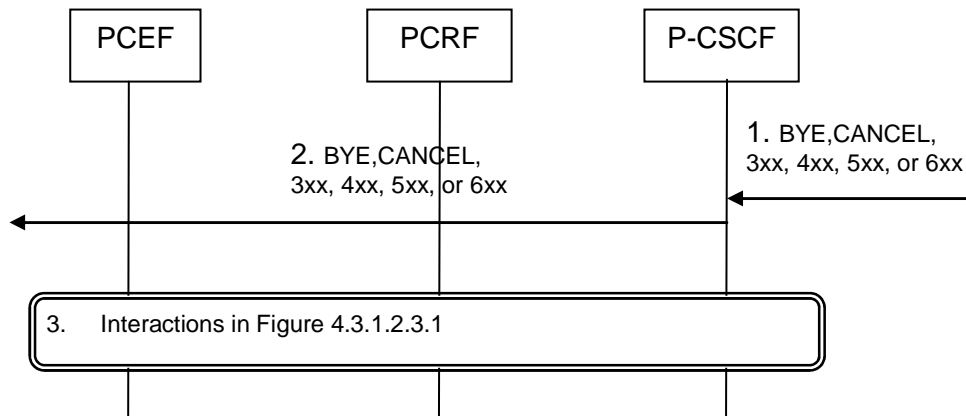 PCEF
PCRF
P-CSCF
1. BYE,CANCEL,
3xx, 4xx, 5xx, or 6xx
2. BYE,CANCEL,
3xx, 4xx, 5xx, or 6xx
3. Interactions in Figure 4.3.1.2.3.1